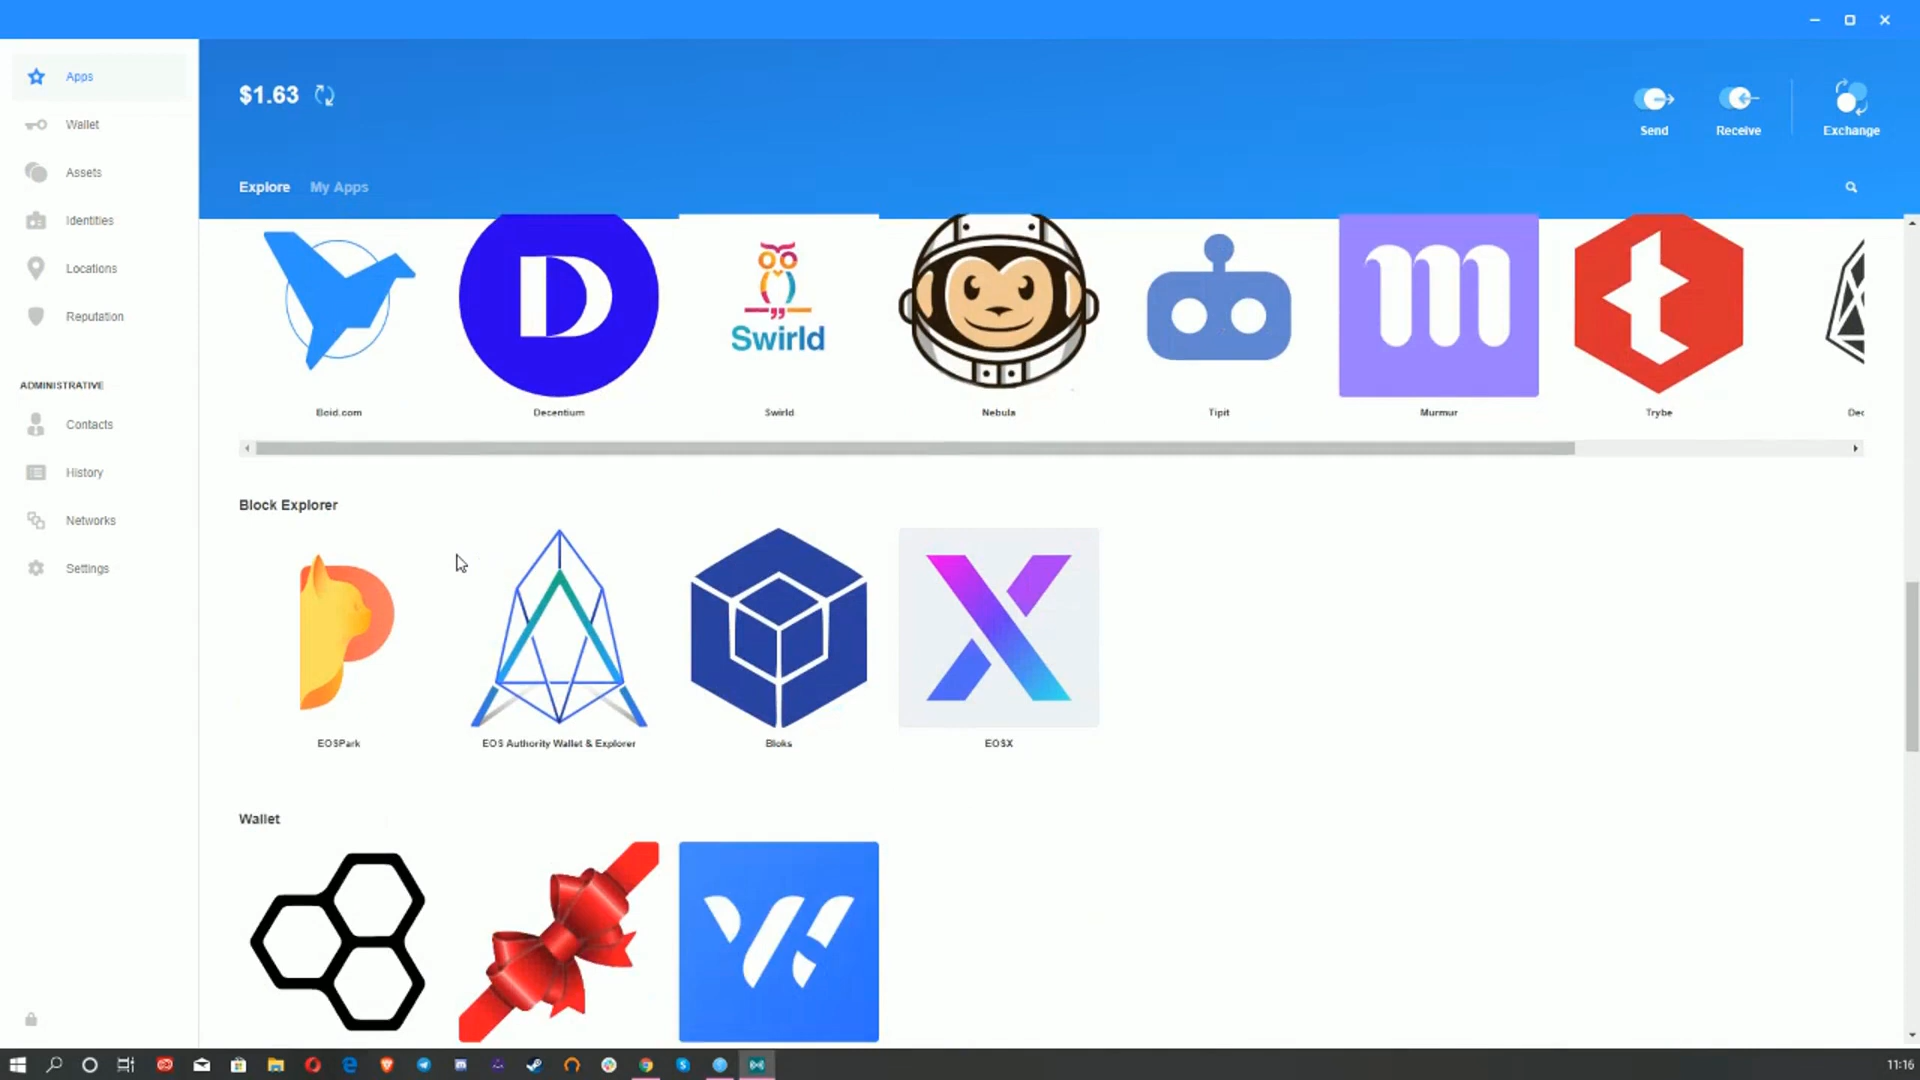 Apps
Wallet
Assets
Identities
Locations
Reputation
ADMINISTRATIVE
Contacts
History
Networks
Settings
$1.63
Send
Receive
Exchange
Explore
My Apps
D
Swirld
m
t
Boid.com
Decentium
Swirld
Nebula
Tipit
Murmur
Trybe
Dec
Block Explorer
X
EOSPark
EOS Authority Wallet & Explorer
Bloks
EOSX
Wallet
11:16